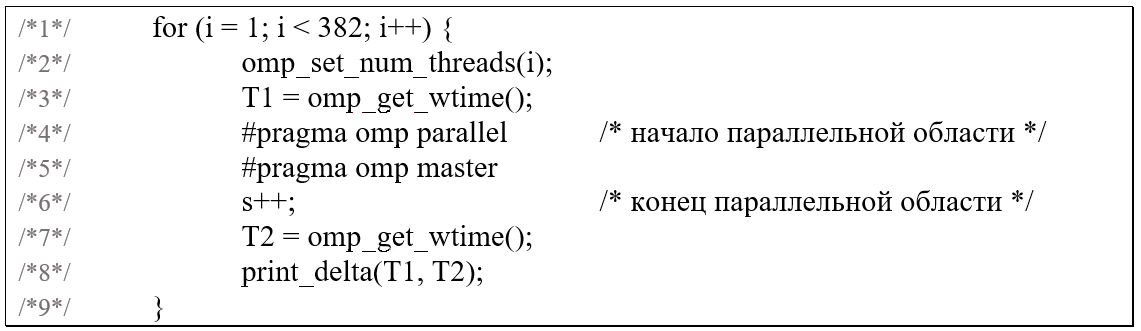 /*1*/ for (i = 1; i < 382; i++) {
/*2*/ omp_set_num_threads(i);
/*3*/ T1 = omp_get_wtime();
/*4*/ #pragma omp parallel /* начало параллельной области */
/*5*/ #pragma omp master
/*6*/ s++; /* конец параллельной области */
/*7*/ T2 = omp_get_wtime();
/*8*/ print_delta(T1, T2);
/*9*/ }